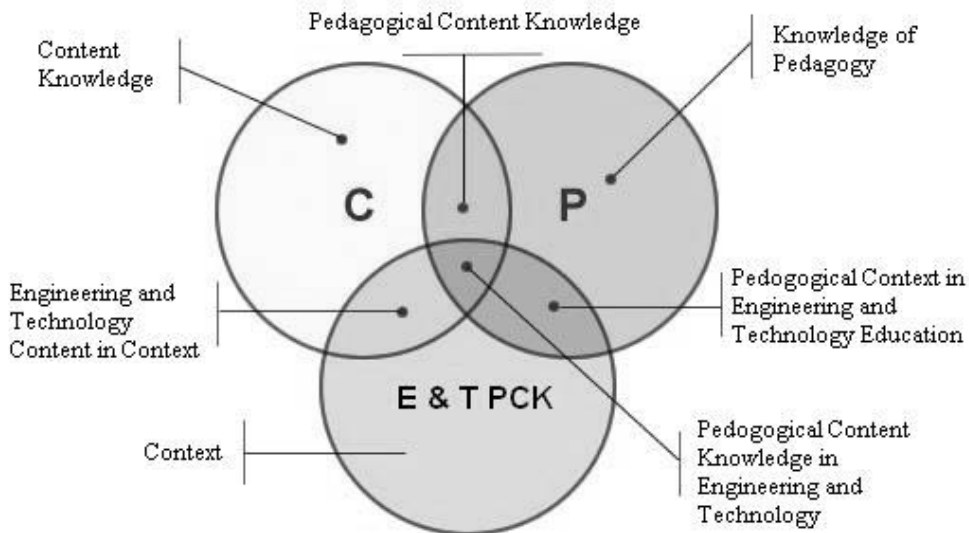 Pedagogical Content Knowledge
Content
Knowledge
Knowledge of
Pedagogy
C
P
Engineering and
Technology
Content in Context
Pedogogical Context in
Engineering and
Technology Education
E & T PCK
Context
Pedogogical Content
Knowledge in
Engineering and
Technology